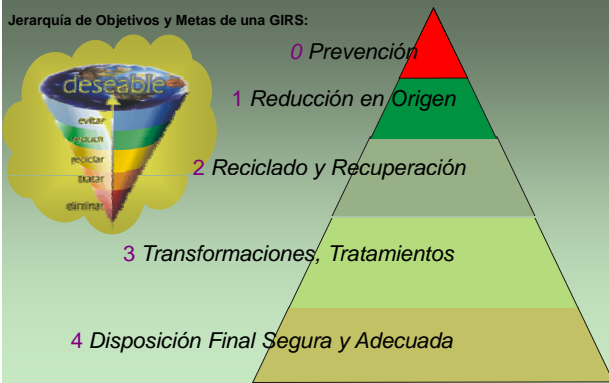 Jerarquía de Objetivos y Metas de una GIRS:
0 Prevención
deseable
1 Reducción en Origen
evitar
reducir
reciclar
2 Reciclado y Recuperación
tratar
eliminar
3 Transformaciones, Tratamientos
4 Disposición Final Segura y Adecuada